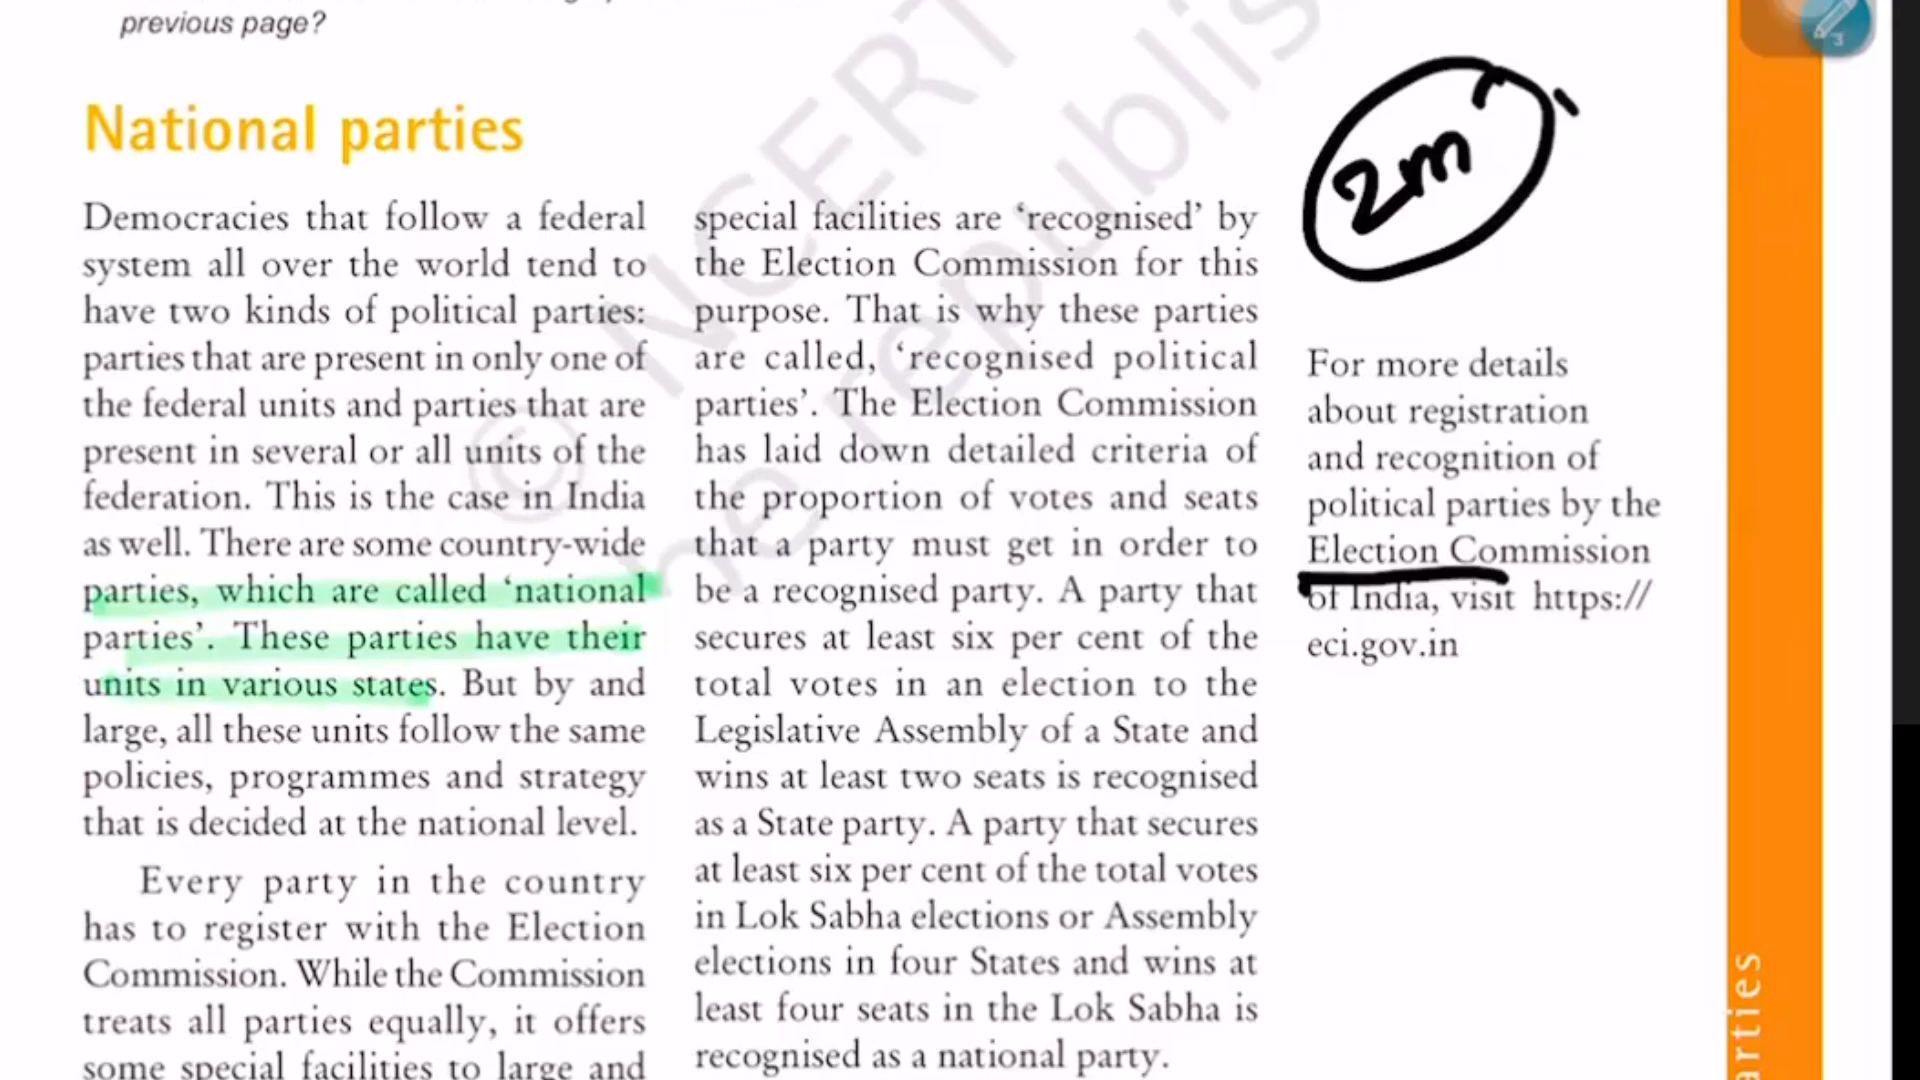 previous page?
National parties
Democracies that follow a federal
system all over the world tend to
have two kinds of political parties:
parties that are present in only one of
the federal units and parties that are
present in several or all units of the
federation. This is the case in India
as well. There are some country-wide
parties, which are called ‘national
parties’. These parties have their
units in various states. But by and
large, all these units follow the same
policies, programmes and strategy
that is decided at the national level.
Every party in the country
has to register with the Election
Commission. While the Commission
treats all parties equally, it offers
some special facilities to large and
special facilities are ‘recognised’ by
the Election Commission for this
purpose. That is why these parties
are called, ‘recognised political
parties’. The Election Commission
has laid down detailed criteria of
the proportion of votes and seats
that a party must get in order to
be a recognised party. A party that
secures at least six per cent of the
total votes in an election to the
Legislative Assembly of a State and
wins at least two seats is recognised
as a State party. A party that secures
at least six per cent of the total votes
in Lok Sabha elections or Assembly
elections in four States and wins at
least four seats in the Lok Sabha is
recognised as a national party.
2m
For more details
about registration
and recognition of
political parties by the
Election Commission
of India, visit https://
eci.gov.in
© NCERT
be republis
arties
3